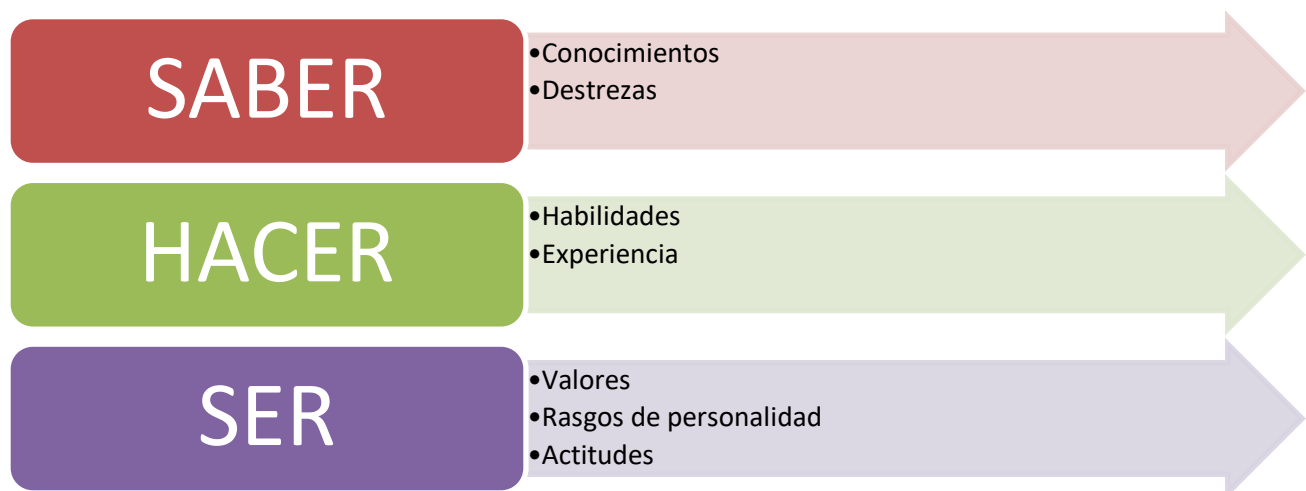 SABER
•Conocimientos
•Destrezas
HACER
•Habilidades
•Experiencia
SER
•Valores
•Rasgos de personalidad
•Actitudes